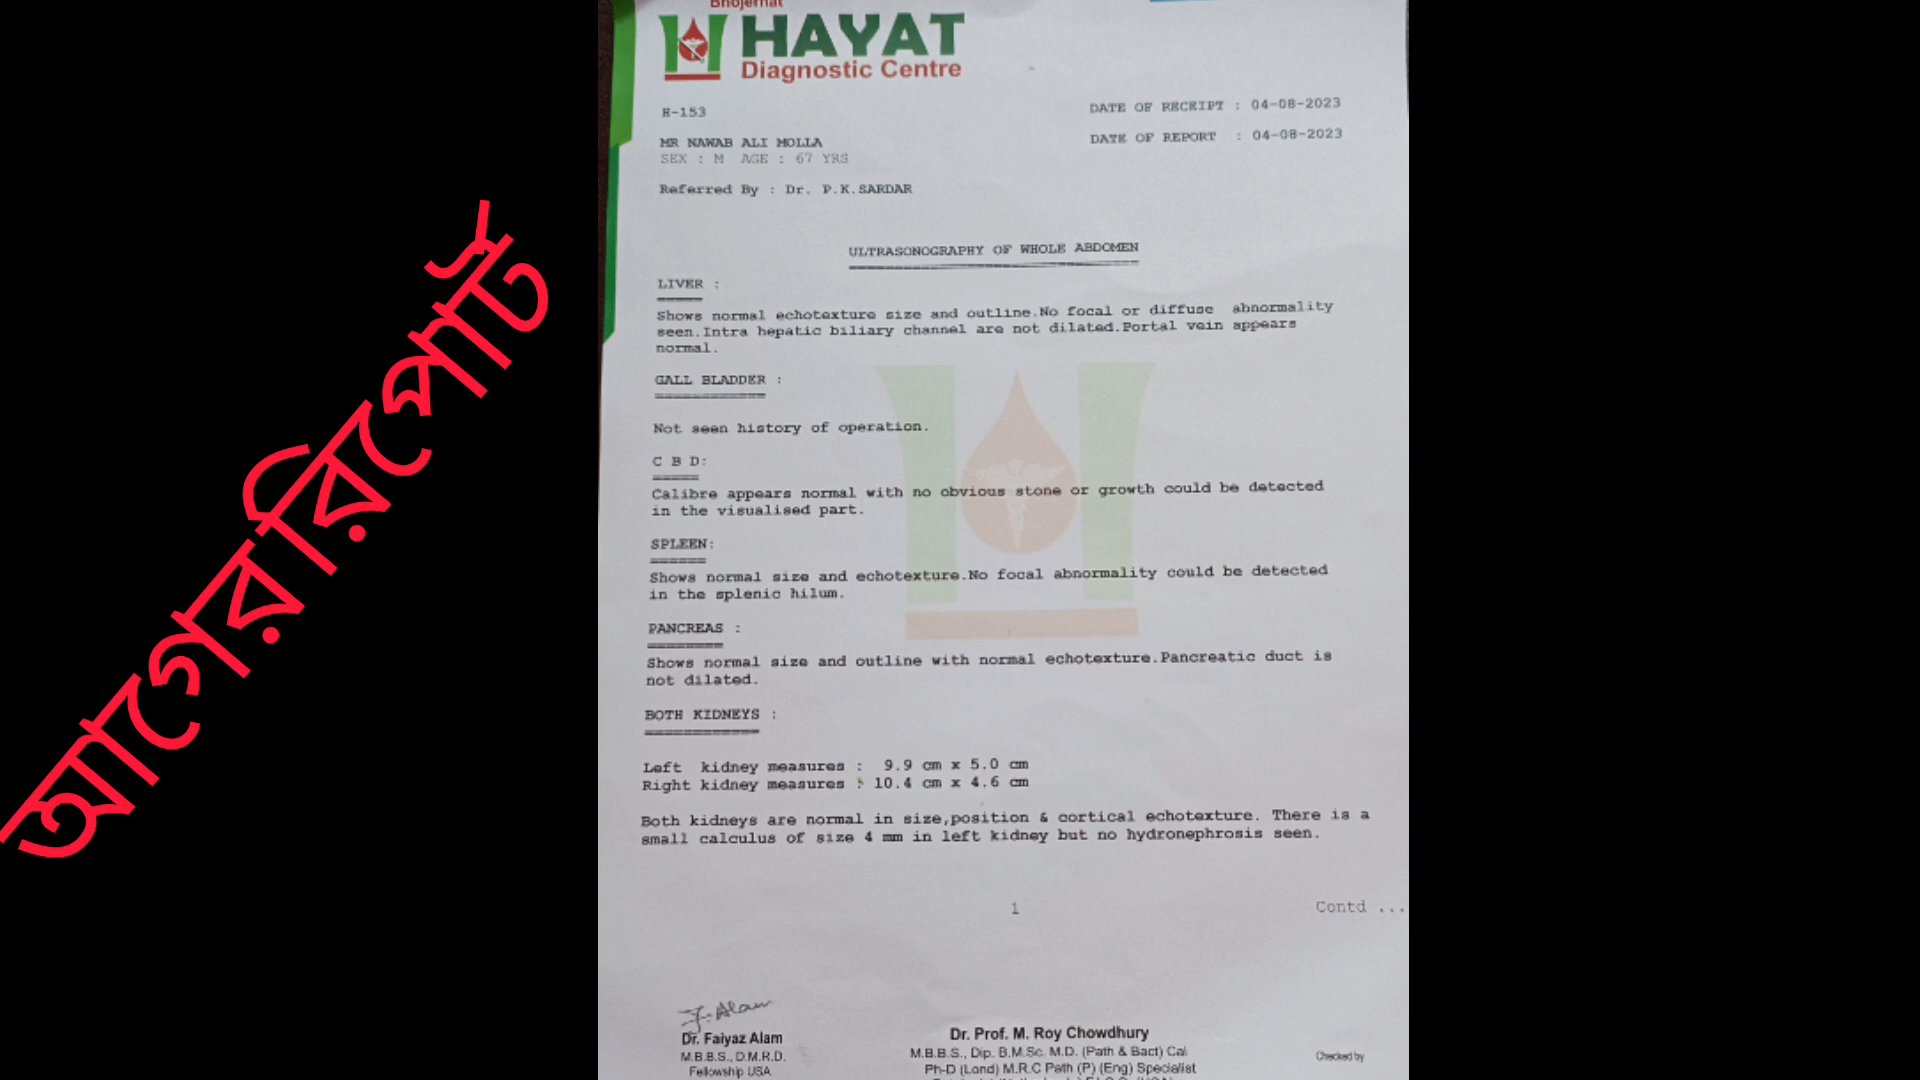 আগের রিপোর্ট
Bhojerhat
HAYAT
Diagnostic Centre
H-153
DATE OF RECEIPT : 04-08-2023
MR NAWAB ALI MOLLA
DATE OF REPORT : 04-08-2023
SEX : M AGE : 67 YRS
Referred By : Dr. P.K.SARDAR
ULTRASONOGRAPHY OF WHOLE ABDOMEN
LIVER :
Shows normal echotexture size and outline.No focal or diffuse abnormality
seen.Intra hepatic biliary channel are not dilated.Portal vein appears
normal.
GALL BLADDER :
Not seen history of operation.
C B D:
Calibre appears normal with no obvious stone or growth could be detected
in the visualised part.
SPLEEN:
Shows normal size and echotexture.No focal abnormality could be detected
in the splenic hilum.
PANCREAS :
Shows normal size and outline with normal echotexture.Pancreatic duct is
not dilated.
BOTH KIDNEYS :
Left kidney measures : 9.9 cm x 5.0 cm
Right kidney measures : 10.4 cm x 4.6 cm
Both kidneys are normal in size,position & cortical echotexture. There is a
small calculus of size 4 mm in left kidney but no hydronephrosis seen.
1
Contd ...
F. Alam
Dr. Faiyaz Alam
M.B.B.S., D.M.R.D.
Fellowship USA
Dr. Prof. M. Roy Chowdhury
M.B.B.S., Dip. B.M.Sc. M.D. (Path & Bact) Cal
Ph-D (Lond) M.R.C Path (P) (Eng) Specialist
Checked by